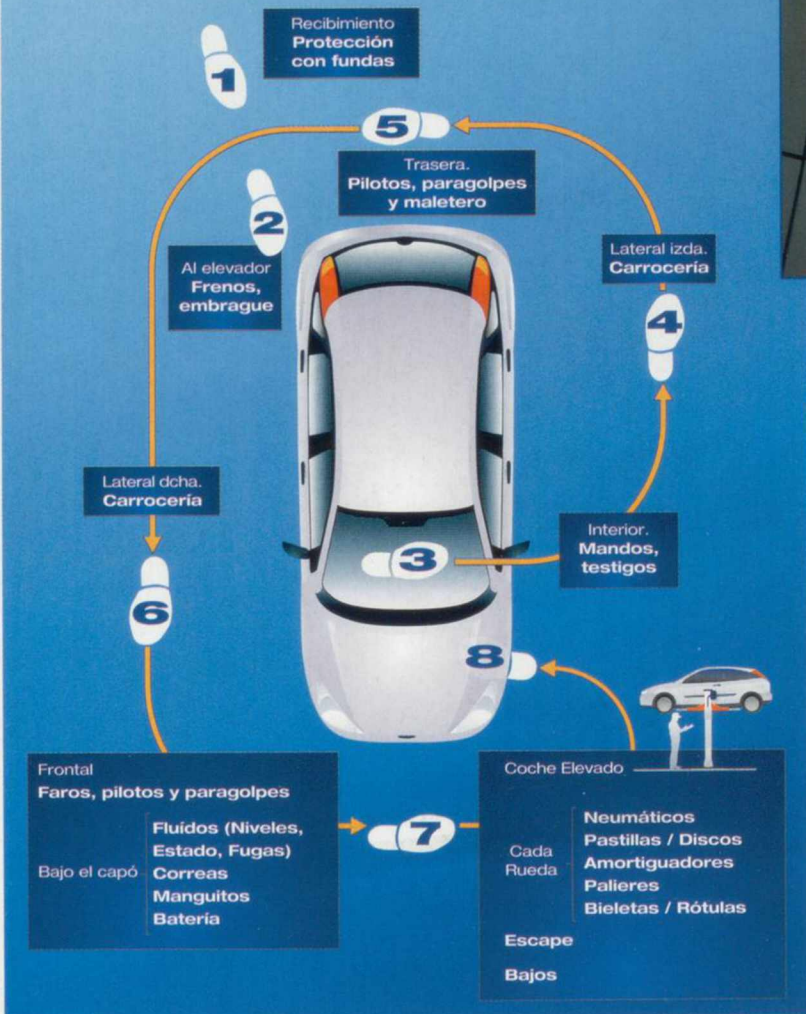 1
Recibimiento
Protección
con fundas
5
Trasera.
Pilotos, paragolpes
y maletero
2
Al elevador
Frenos,
embrague
Lateral izda.
Carrocería
4
Lateral dcha.
Carrocería
3
Interior.
Mandos,
testigos
6
8
Frontal
Faros, pilotos y paragolpes
Bajo el capó
Fluídos (Niveles,
Estado, Fugas)
Correas
Manguitos
Batería
7
Coche Elevado
Cada
Rueda
Neumáticos
Pastillas / Discos
Amortiguadores
Palieres
Bieletas / Rótulas
Escape
Bajos